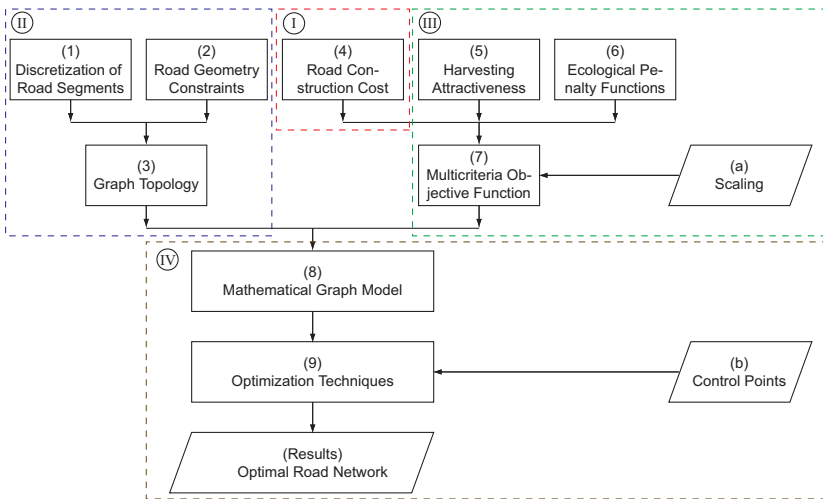 II
I
III
(1)
Discretization of
Road Segments
(2)
Road Geometry
Constraints
(4)
Road Con-
struction Cost
(5)
Harvesting
Attractiveness
(6)
Ecological Pe-
nalty Functions
(3)
Graph Topology
(7)
Multicriteria Ob-
jective Function
(a)
Scaling
IV
(8)
Mathematical Graph Model
(9)
Optimization Techniques
(b)
Control Points
(Results)
Optimal Road Network